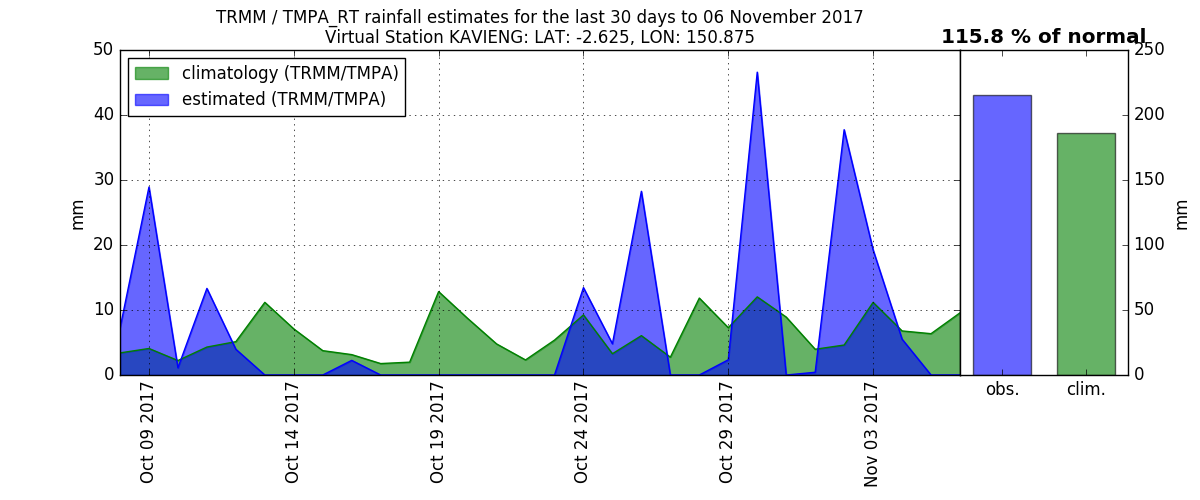 TRMM / TMPA_RT rainfall estimates for the last 30 days to 06 November 2017
Virtual Station KAVIENG: LAT: -2.625, LON: 150.875
115.8 % of normal
climatology (TRMM/TMPA)
estimated (TRMM/TMPA)
50
40
30
20
10
0
mm
Oct 09 2017
Oct 14 2017
Oct 19 2017
Oct 24 2017
Oct 29 2017
Nov 03 2017
obs.
clim.
250
200
150
100
50
0
mm